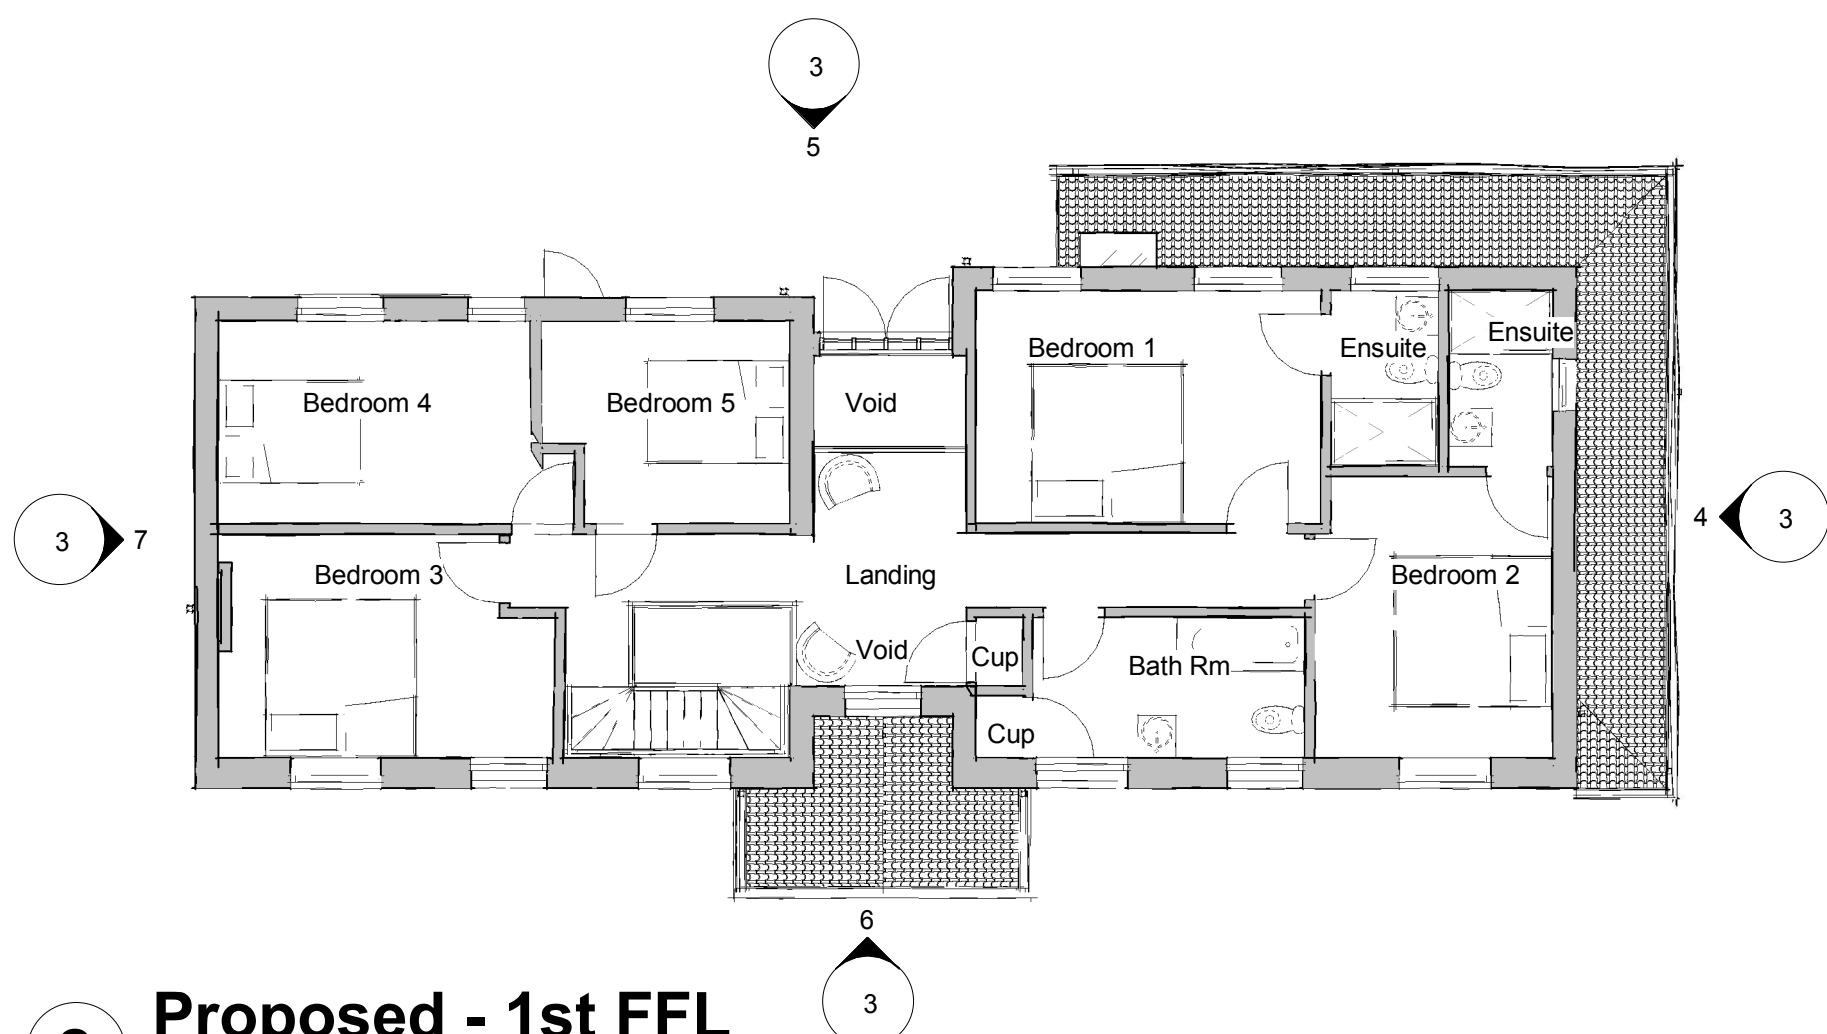 3
5
Bedroom 1
Ensuite
Ensuite
Bedroom 4
Bedroom 5
Void
3
7
4
3
Bedroom 3
Landing
Bedroom 2
Void
Cup
Bath Rm
Cup
6
3
Proposed - 1st FFL